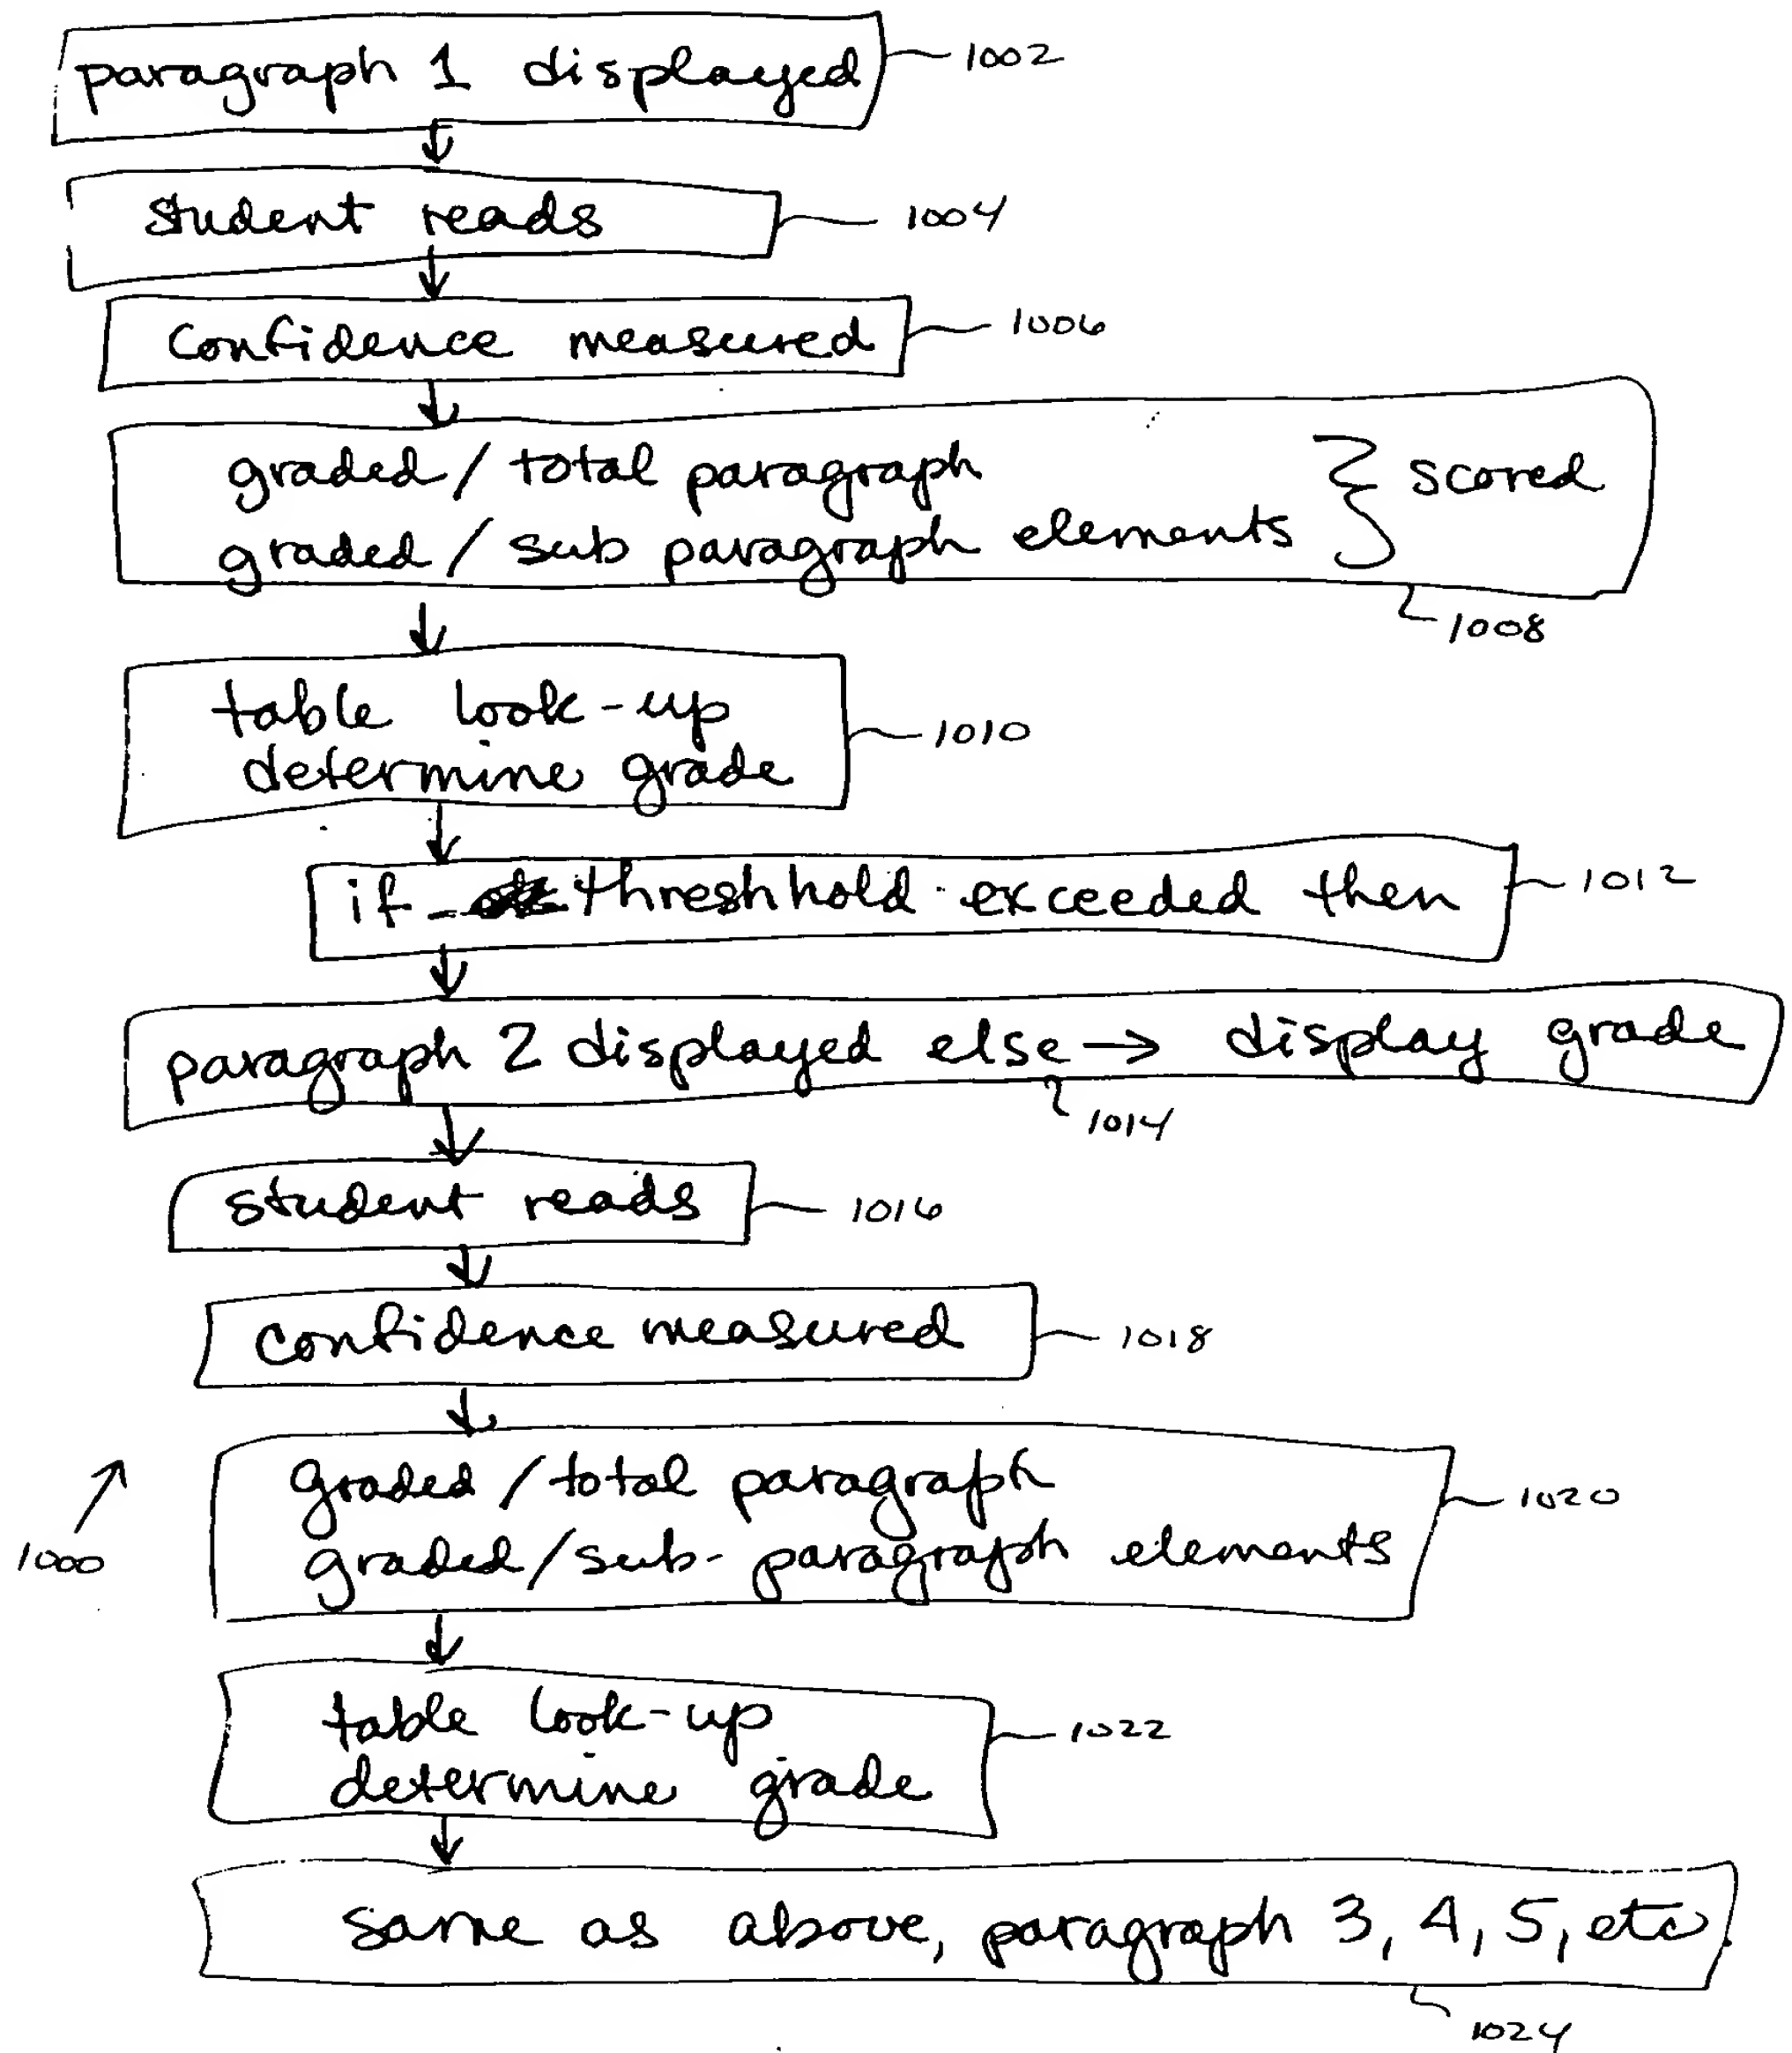 paragraph 1 displayed 1002
student reads 1004
confidence measured 1006
graded / total paragraph } scored
graded / sub paragraph elements
1008
table look-up
determine grade 1010
if threshhold exceeded then 1012
paragraph 2 displayed else → display grade
1014
student reads 1016
confidence measured 1018
graded / total paragraph 1020
graded / sub-paragraph elements
1000
table look-up 1022
determine grade
same as above, paragraph 3, 4, 5, etc.
1024